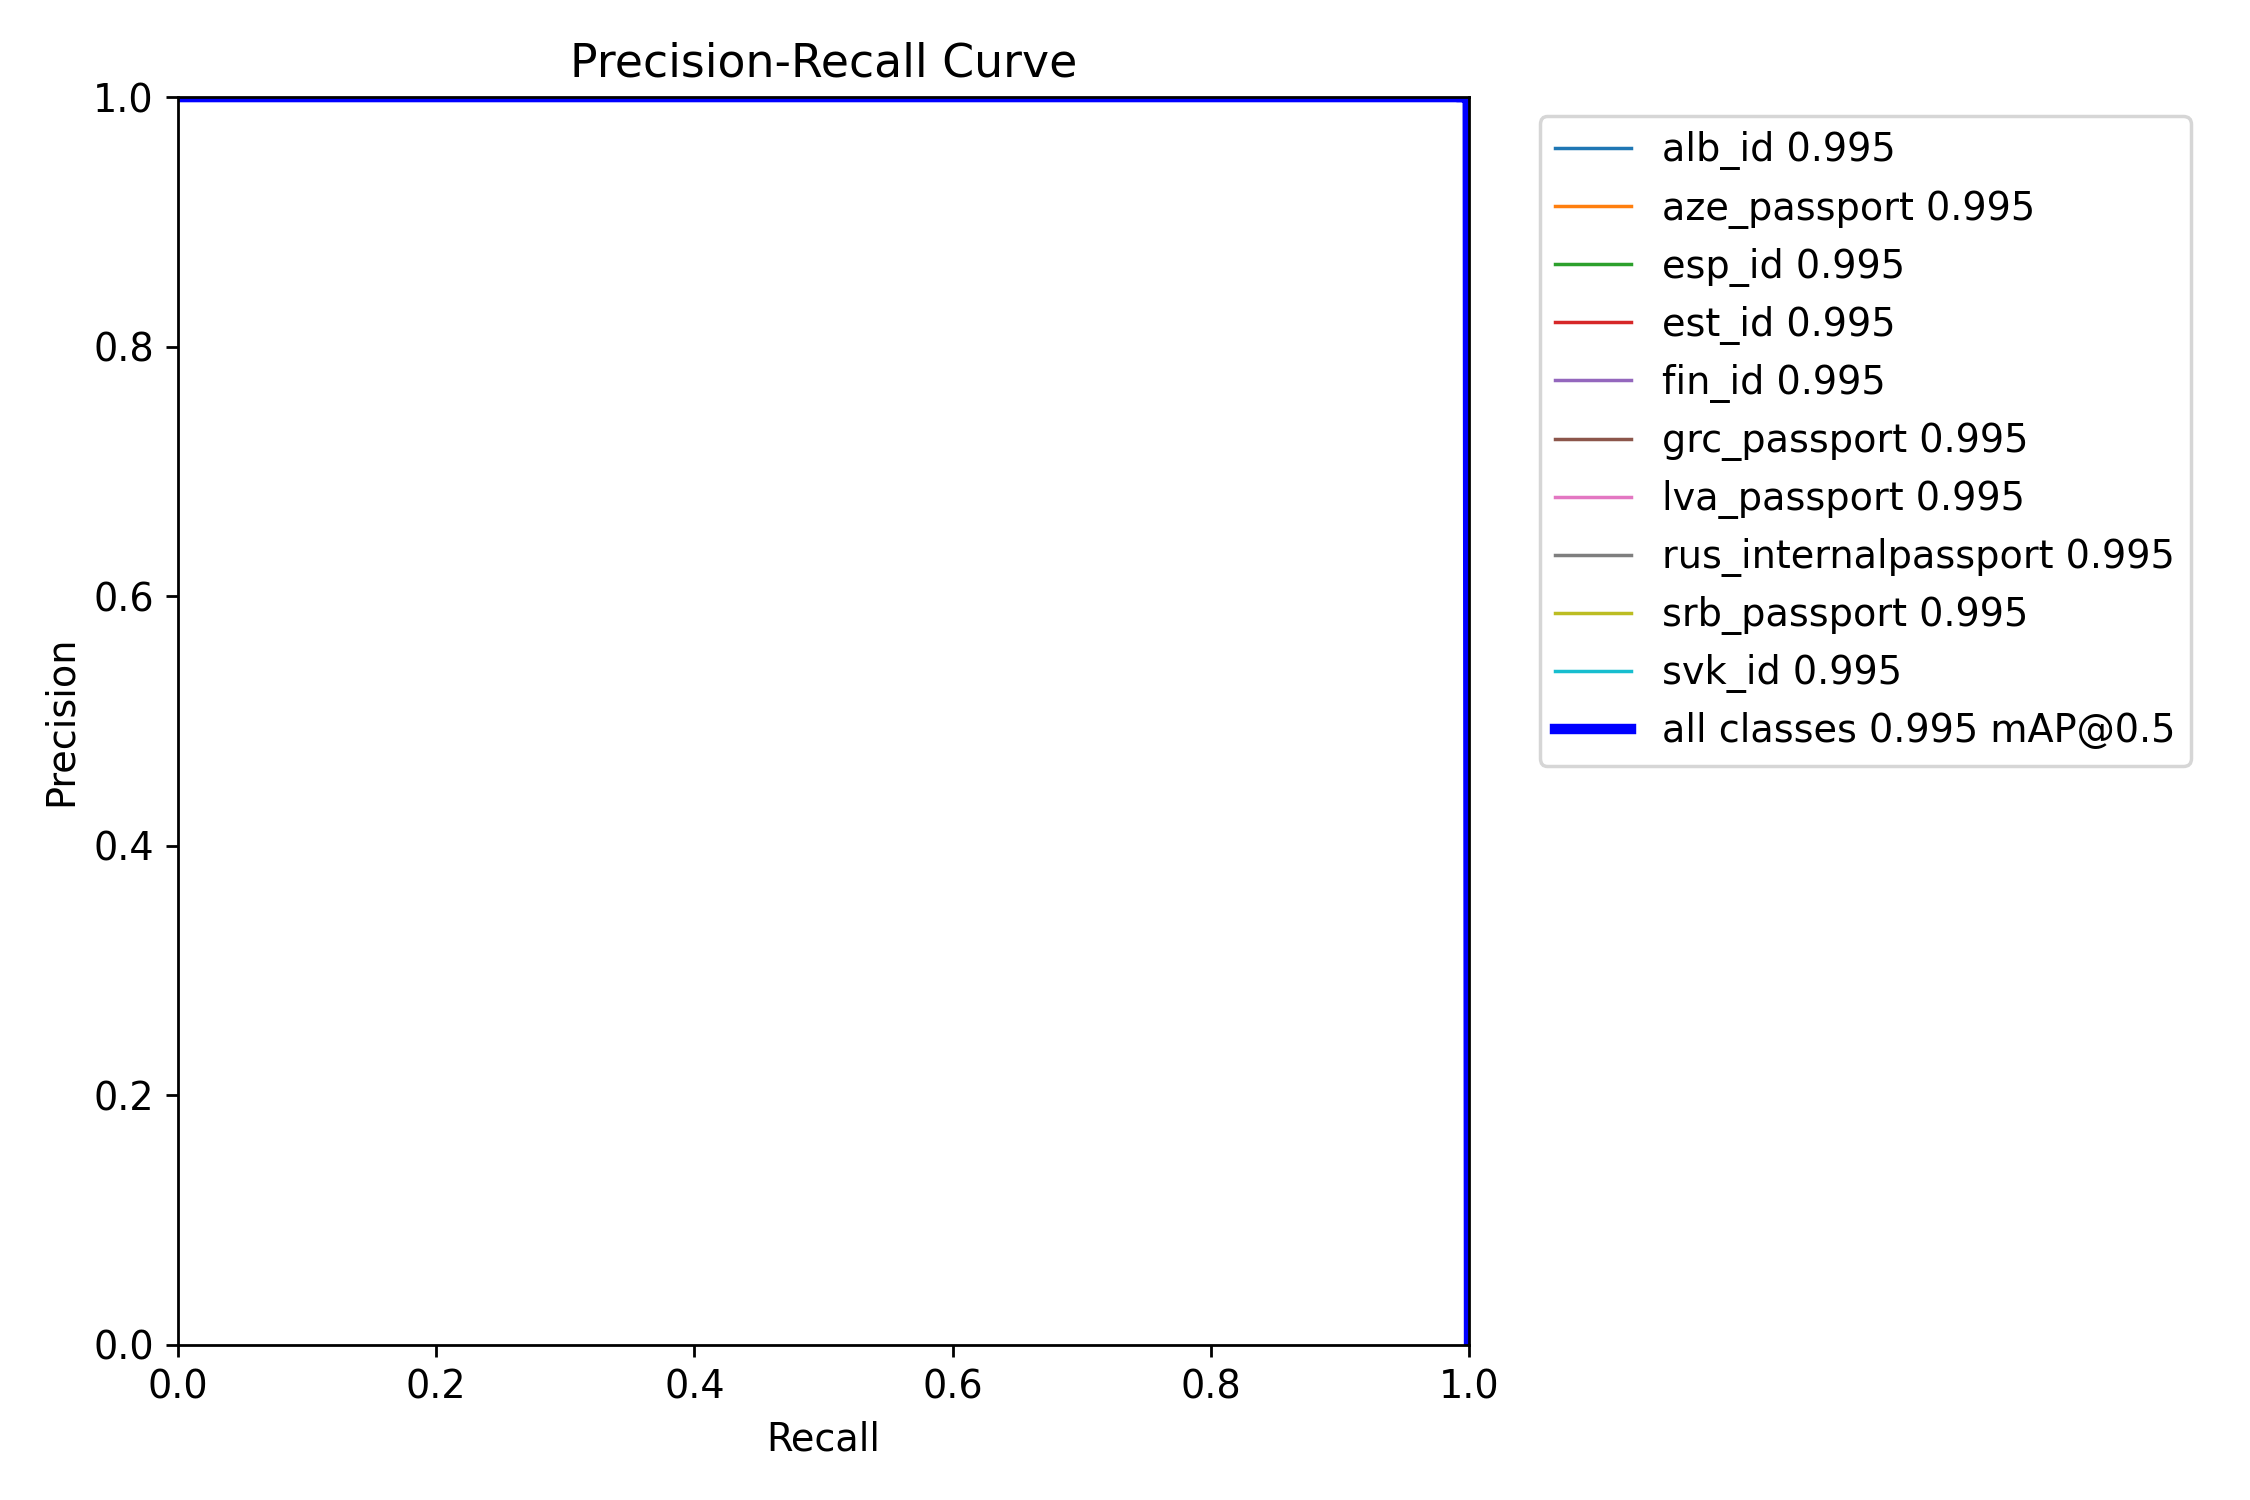 Precision-Recall Curve
1.0
0.8
0.6
0.4
0.2
0.0
Precision
0.0 0.2 0.4 0.6 0.8 1.0
Recall
alb_id 0.995
aze_passport 0.995
esp_id 0.995
est_id 0.995
fin_id 0.995
grc_passport 0.995
lva_passport 0.995
rus_internalpassport 0.995
srb_passport 0.995
svk_id 0.995
all classes 0.995 mAP@0.5